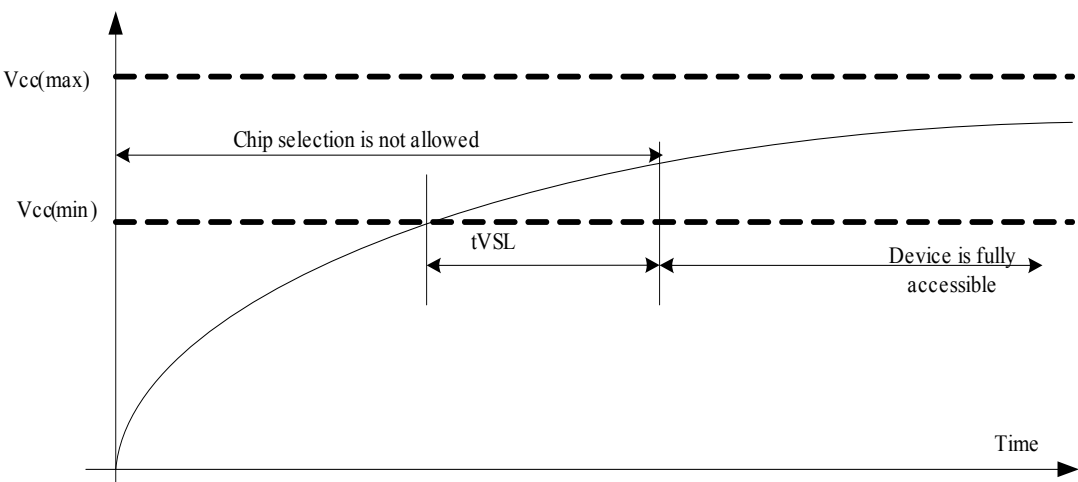 Vcc(max)
Chip selection is not allowed
Vcc(min)
tVSL
Device is fully
accessible
Time